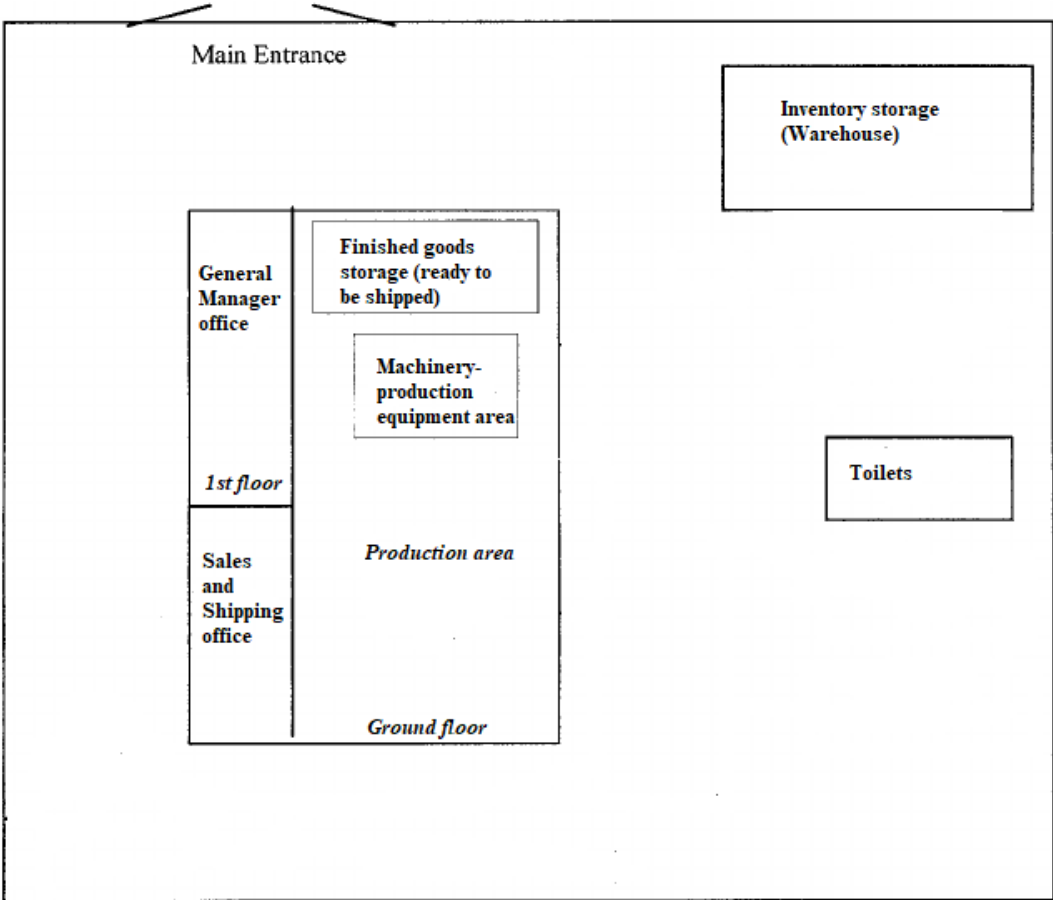 Main Entrance
Inventory storage
(Warehouse)
Finished goods
storage (ready to
be shipped)
General
Manager
office
Machinery-
production
equipment area
1st floor
Toilets
Production area
Sales
and
Shipping
office
Ground floor